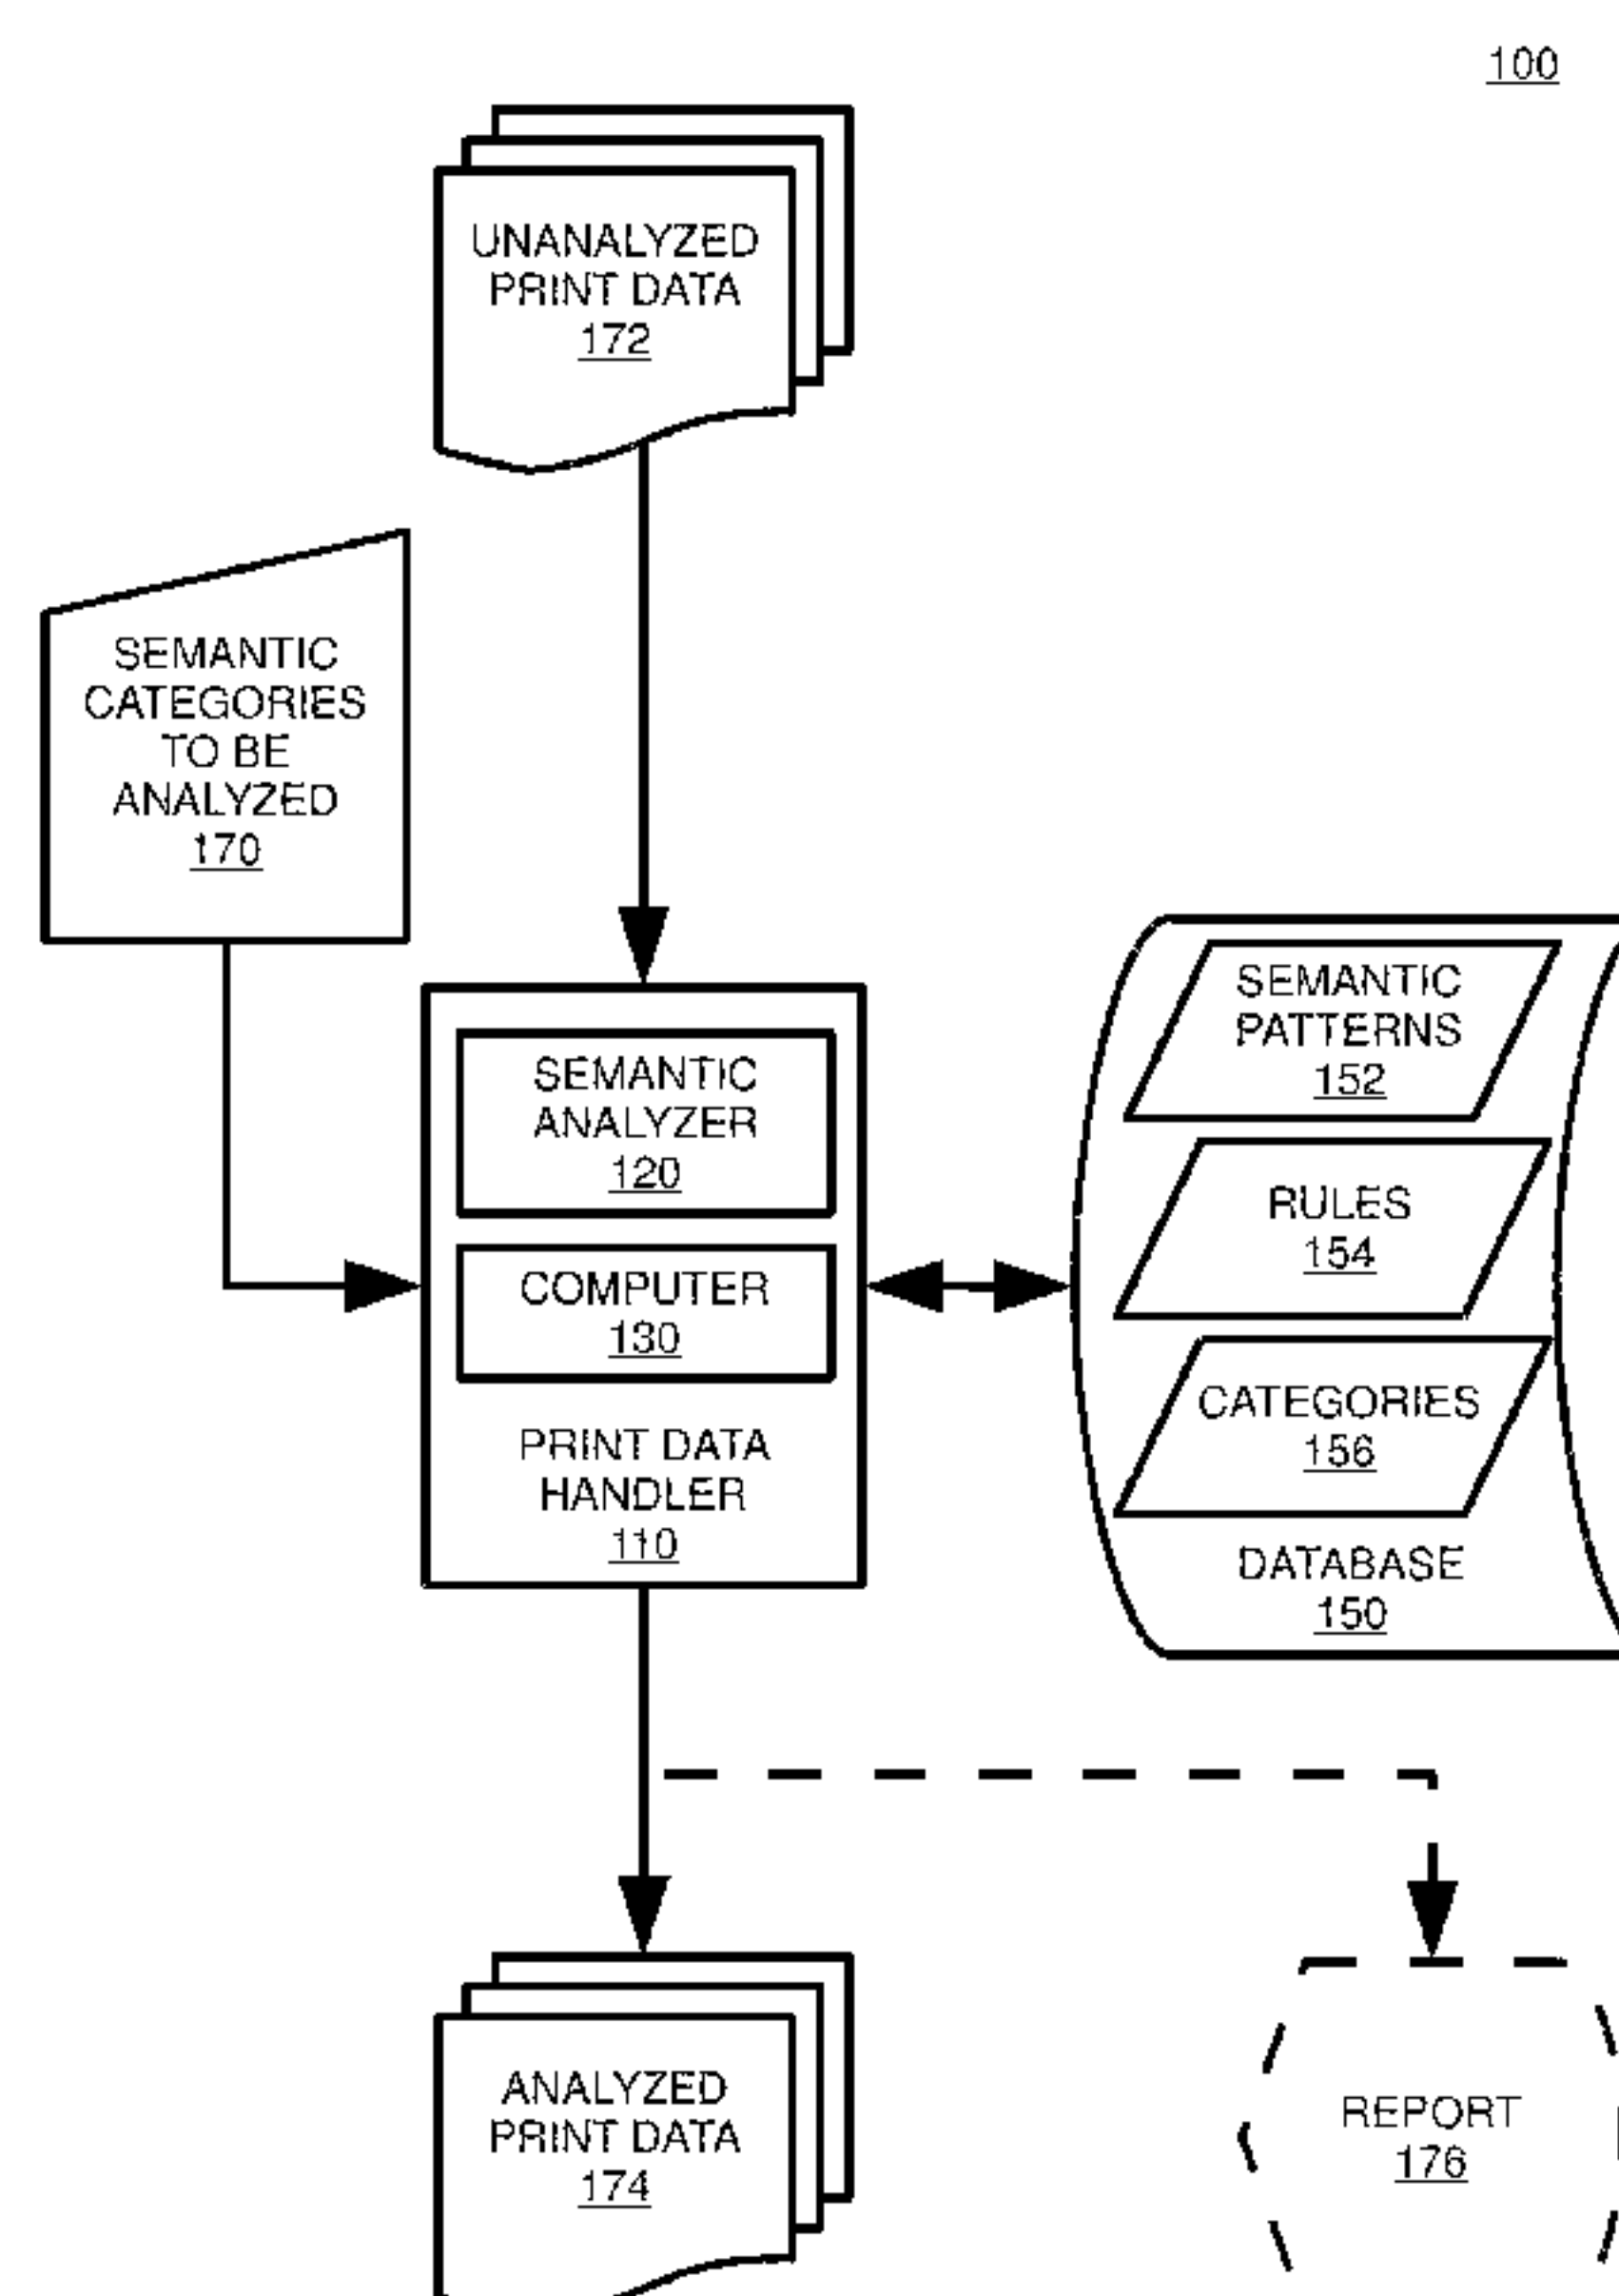 100
UNANALYZED
PRINT DATA
172
SEMANTIC
CATEGORIES
TO BE
ANALYZED
170
SEMANTIC
ANALYZER
120
COMPUTER
130
PRINT DATA
HANDLER
110
SEMANTIC
PATTERNS
152
RULES
154
CATEGORIES
156
DATABASE
150
ANALYZED
PRINT DATA
174
REPORT
176